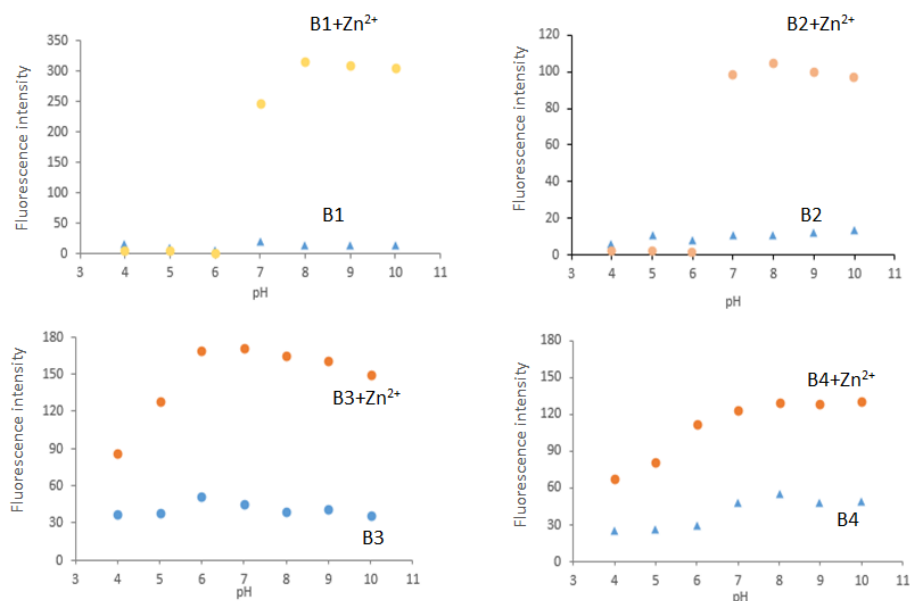 B1+Zn²⁺
Fluorescence intensity
350
300
250
200
150
100
50
0
B1
3 4 5 6 7 8 9 10 11
pH
B2+Zn²⁺
Fluorescence intensity
120
100
80
60
40
20
0
B2
3 4 5 6 7 8 9 10 11
pH
Fluorescence intensity
180
150
120
90
60
30
0
B3+Zn²⁺
B3
3 4 5 6 7 8 9 10 11
pH
Fluorescence intensity
180
150
120
90
60
30
0
B4+Zn²⁺
B4
3 4 5 6 7 8 9 10 11
pH